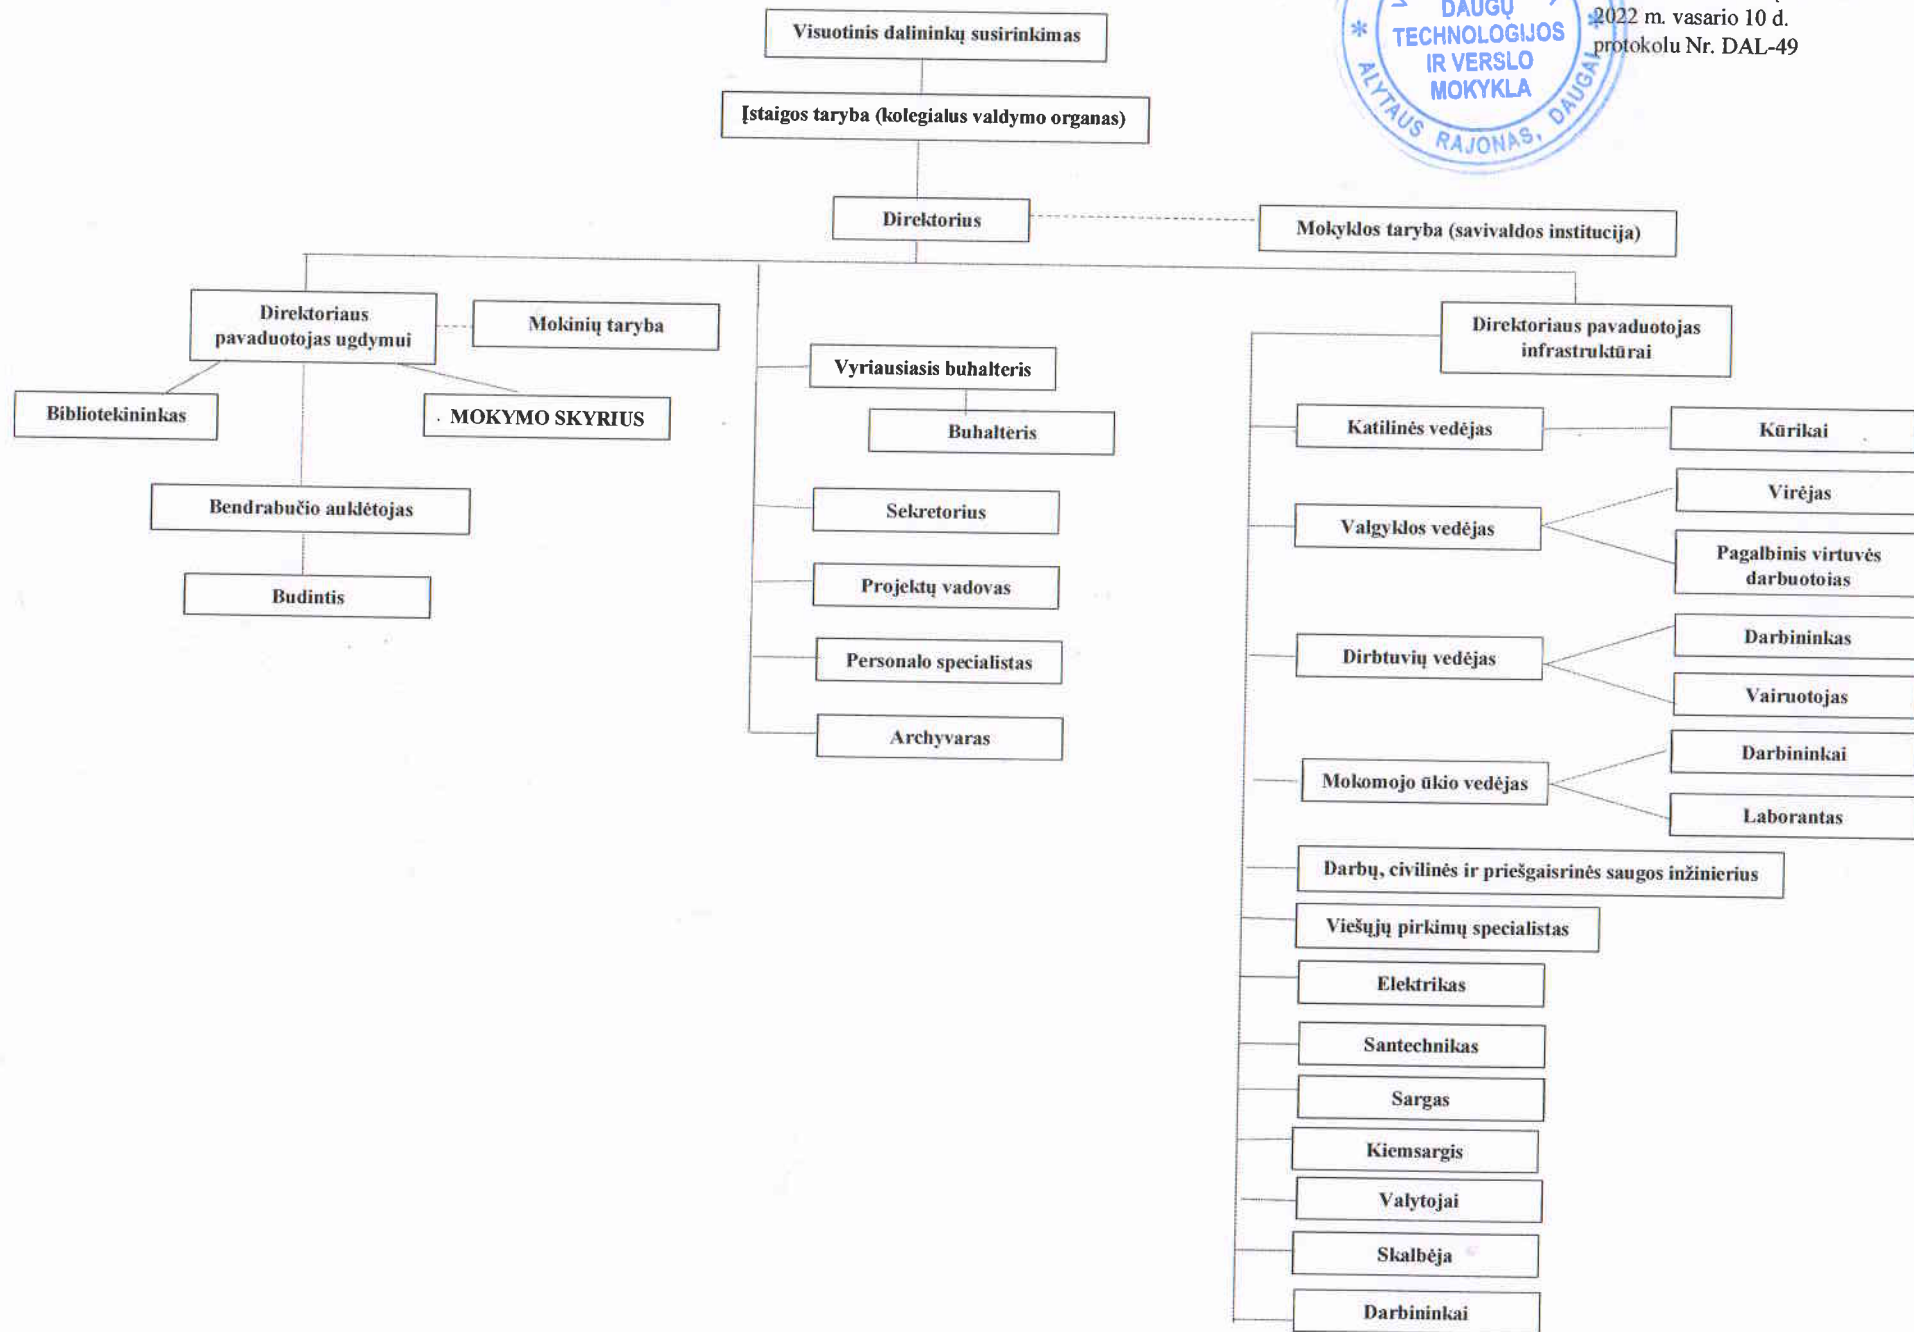 2022 m. vasario 10 d.
protokolu Nr. DAL-49
DAUGŲ
TECHNOLOGIJOS
IR VERSLO
MOKYKLA
* ALYTAUS RAJONAS, DAUGAI *
Visuotinis dalininkų susirinkimas
Įstaigos taryba (kolegialus valdymo organas)
Direktorius
Mokyklos taryba (savivaldos institucija)
Direktoriaus
pavaduotojas ugdymui
Mokinių taryba
Bibliotekininkas
MOKYMO SKYRIUS
Bendrabučio auklėtojas
Budintis
Vyriausiasis buhalteris
Buhalteris
Sekretorius
Projektų vadovas
Personalo specialistas
Archyvaras
Direktoriaus pavaduotojas
infrastruktūrai
Katilinės vedėjas
Kūrikai
Valgyklos vedėjas
Virėjas
Pagalbinis virtuvės
darbuotoias
Dirbtuvių vedėjas
Darbininkas
Vairuotojas
Mokomojo ūkio vedėjas
Darbininkai
Laborantas
Darbų, civilinės ir priešgaisrinės saugos inžinierius
Viešųjų pirkimų specialistas
Elektrikas
Santechnikas
Sargas
Kiemsargis
Valytojai
Skalbėja
Darbininkai